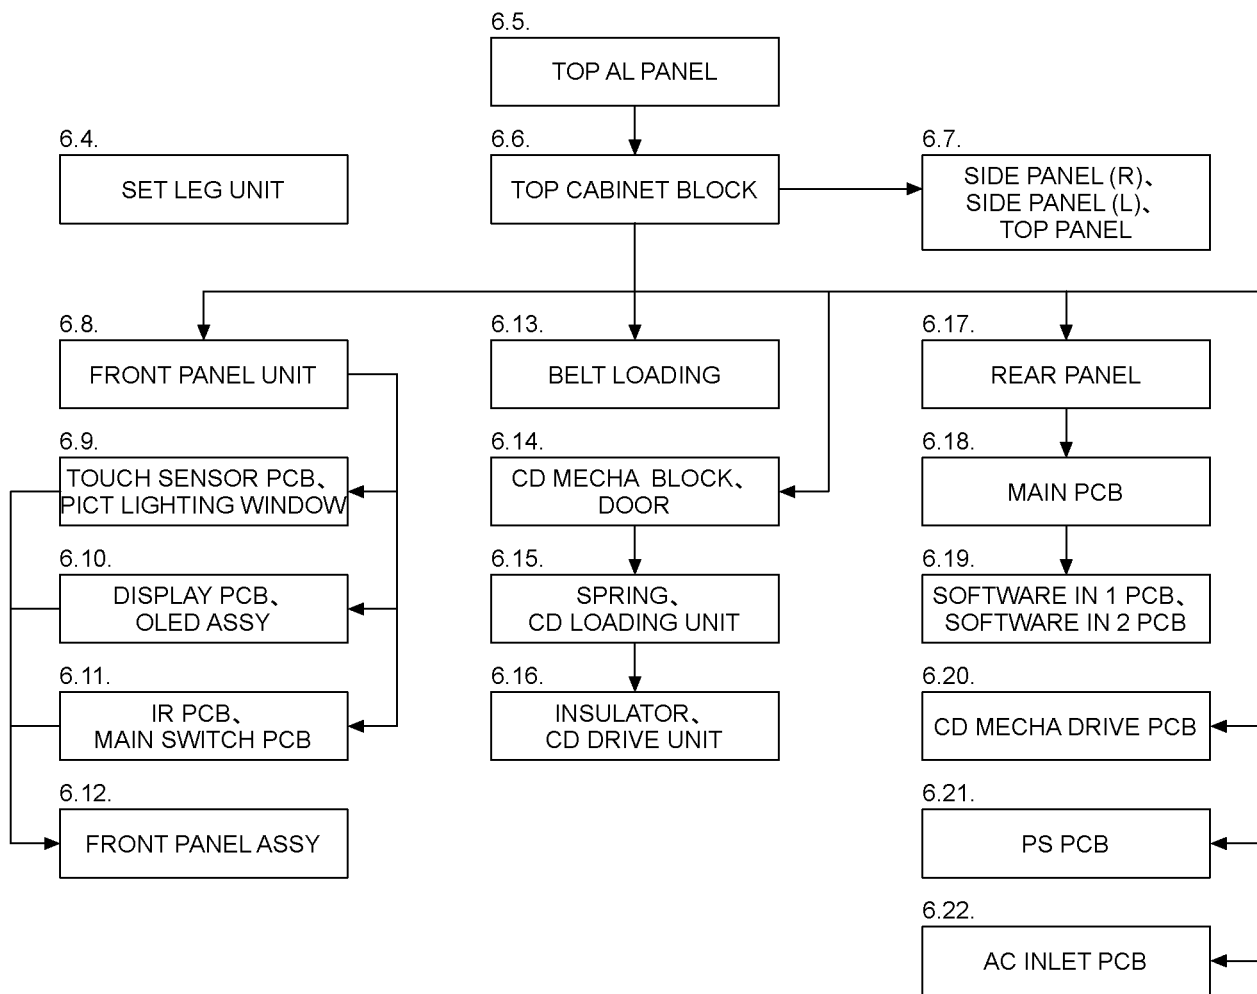 6.5.
TOP AL PANEL
6.4.
SET LEG UNIT
6.6.
TOP CABINET BLOCK
6.7.
SIDE PANEL (R)、
SIDE PANEL (L)、
TOP PANEL
6.8.
FRONT PANEL UNIT
6.13.
BELT LOADING
6.17.
REAR PANEL
6.9.
TOUCH SENSOR PCB、
PICT LIGHTING WINDOW
6.14.
CD MECHA BLOCK、
DOOR
6.18.
MAIN PCB
6.10.
DISPLAY PCB、
OLED ASSY
6.15.
SPRING、
CD LOADING UNIT
6.19.
SOFTWARE IN 1 PCB、
SOFTWARE IN 2 PCB
6.11.
IR PCB、
MAIN SWITCH PCB
6.16.
INSULATOR、
CD DRIVE UNIT
6.20.
CD MECHA DRIVE PCB
6.12.
FRONT PANEL ASSY
6.21.
PS PCB
6.22.
AC INLET PCB